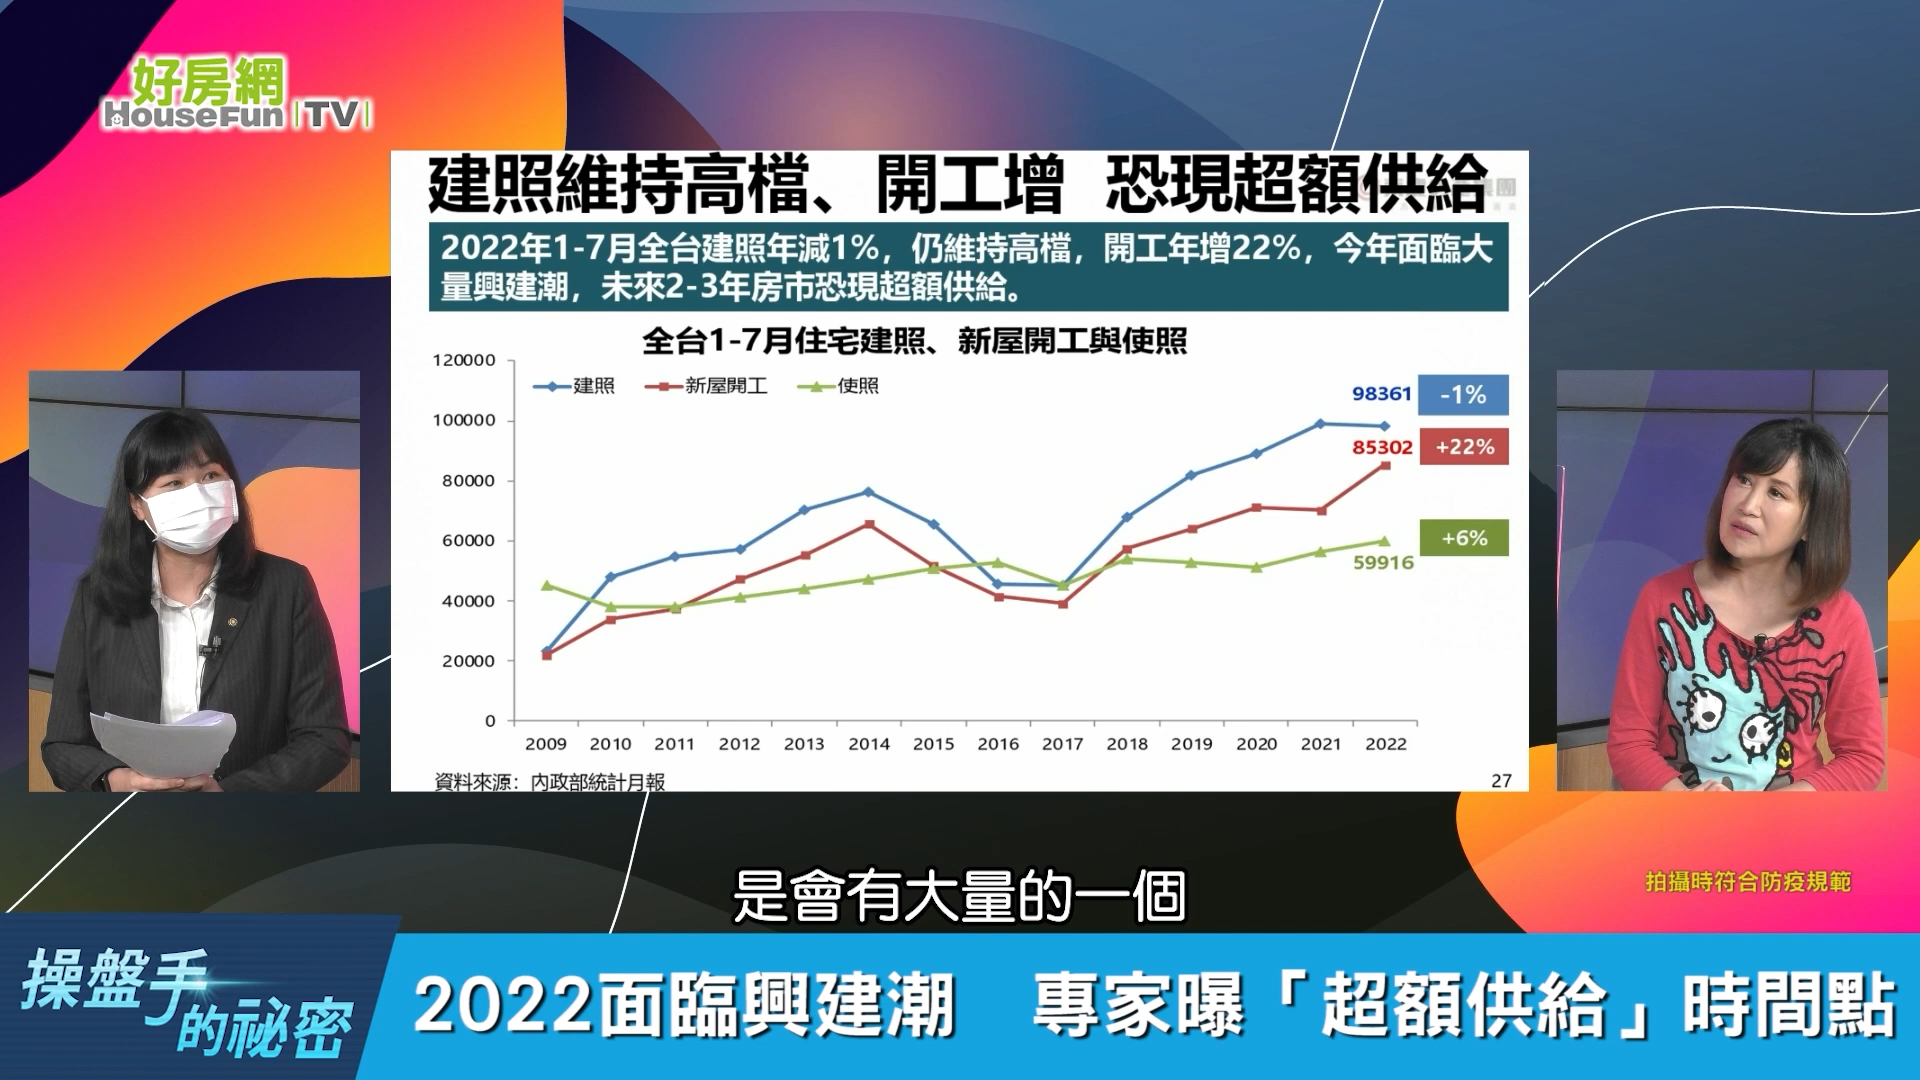 好房網
HouseFun TV
建照維持高檔、開工增 恐現超額供給
2022年1-7月全台建照年減1%，仍維持高檔，開工年增22%，今年面臨大
量興建潮，未來2-3年房市恐現超額供給。
全台1-7月住宅建照、新屋開工與使照
建照 新屋開工 使照
120000
100000
80000
60000
40000
20000
0
98361 -1%
85302 +22%
+6%
59916
2009 2010 2011 2012 2013 2014 2015 2016 2017 2018 2019 2020 2021 2022
資料來源：內政部統計月報
27
拍攝時符合防疫規範
是會有大量的一個
操盤手
的祕密
2022面臨興建潮 專家曝「超額供給」時間點